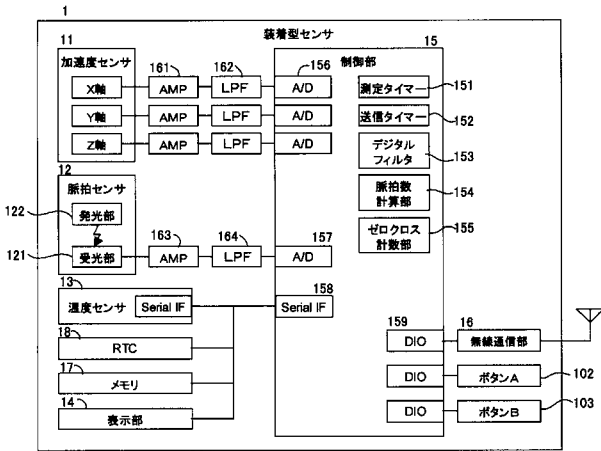 1
装着型センサ
11
加速度センサ
161
162
156
15
制御部
X軸
AMP
LPF
A/D
測定タイマー
151
Y軸
AMP
LPF
A/D
送信タイマー
152
Z軸
AMP
LPF
A/D
デジタル
フィルタ
153
12
脈拍センサ
脈拍数
計算部
154
122
発光部
ゼロクロス
計数部
155
163
164
157
121
受光部
AMP
LPF
A/D
13
温度センサ
Serial IF
158
Serial IF
18
RTC
159
DIO
16
無線通信部
17
メモリ
DIO
ボタンA
102
14
表示部
DIO
ボタンB
103